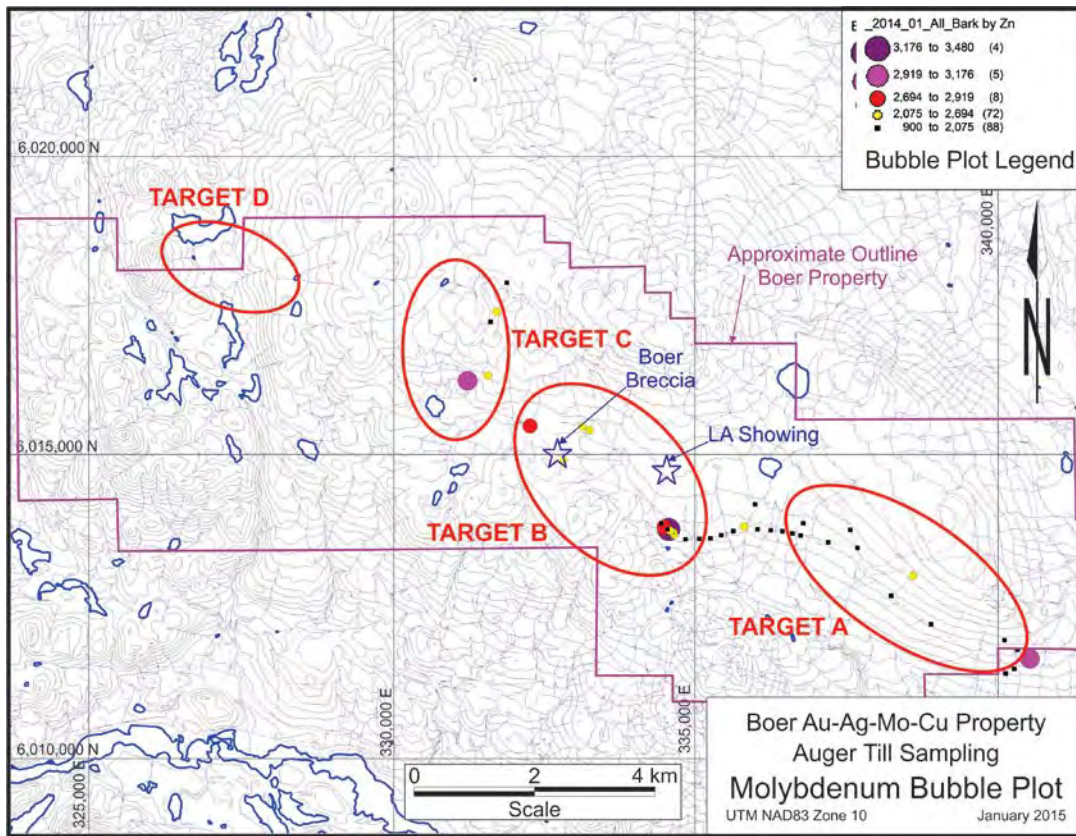 E _2014_01_All_Bark by Zn
3,176 to 3,480 (4)
2,919 to 3,176 (5)
2,694 to 2,919 (8)
2,075 to 2,694 (72)
900 to 2,075 (88)
Bubble Plot Legend
6,020,000 N
340,000 E
TARGET D
Approximate Outline
Boer Property
N
TARGET C
Boer
Breccia
LA Showing
6,015,000 N
TARGET B
TARGET A
325,000 E
330,000 E
335,000 E
6,010,000 N
0 2 4 km
Scale
Boer Au-Ag-Mo-Cu Property
Auger Till Sampling
Molybdenum Bubble Plot
UTM NAD83 Zone 10 January 2015